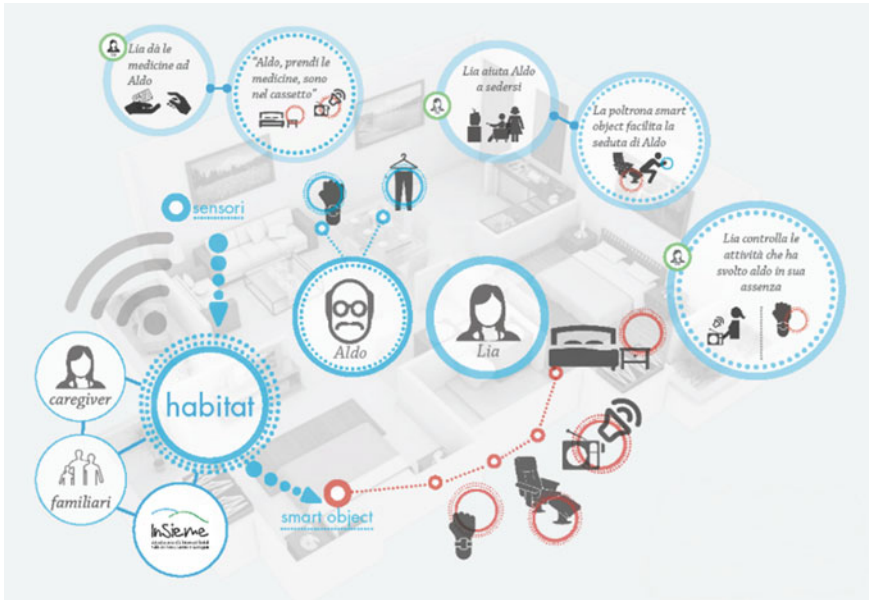 Lia dà le
medicine ad
Aldo
"Aldo, prendi le
medicine, sono
nel cassetto"
Lia aiuta Aldo
a sedersi
La poltrona smart
object facilita la
seduta di Aldo
sensori
Lia controlla le
attività che ha
svolto aldo in sua
assenza
Aldo
Lia
caregiver
habitat
familiari
InSieme
smart object